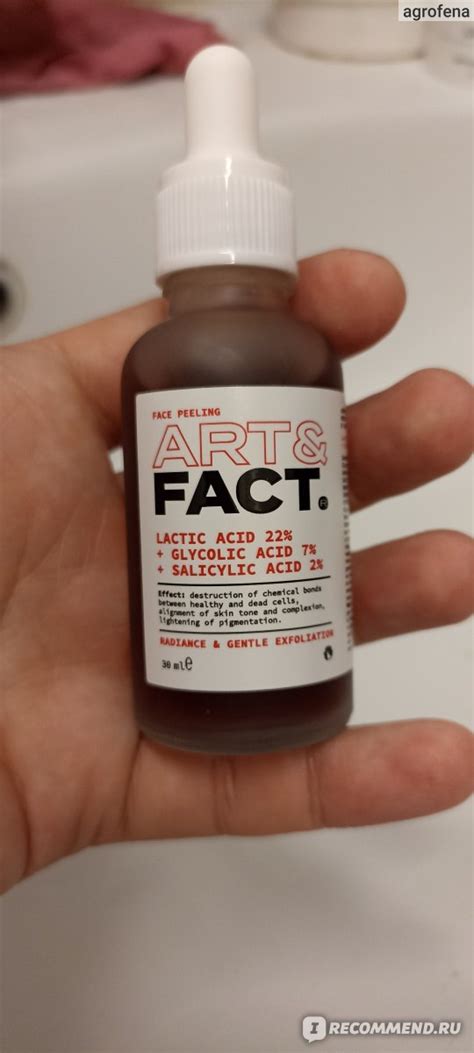 agrofena
FACE PEELING
ART&
FACT.
LACTIC ACID 22%
+ GLYCOLIC ACID 7%
+ SALICYLIC ACID 2%
Effect: destruction of chemical bonds
between healthy and dead cells,
alignment of skin tone and complexion,
lightening of pigmentation.
RADIANCE & GENTLE EXFOLIATION
30 ml e
I RECOMMEND.RU